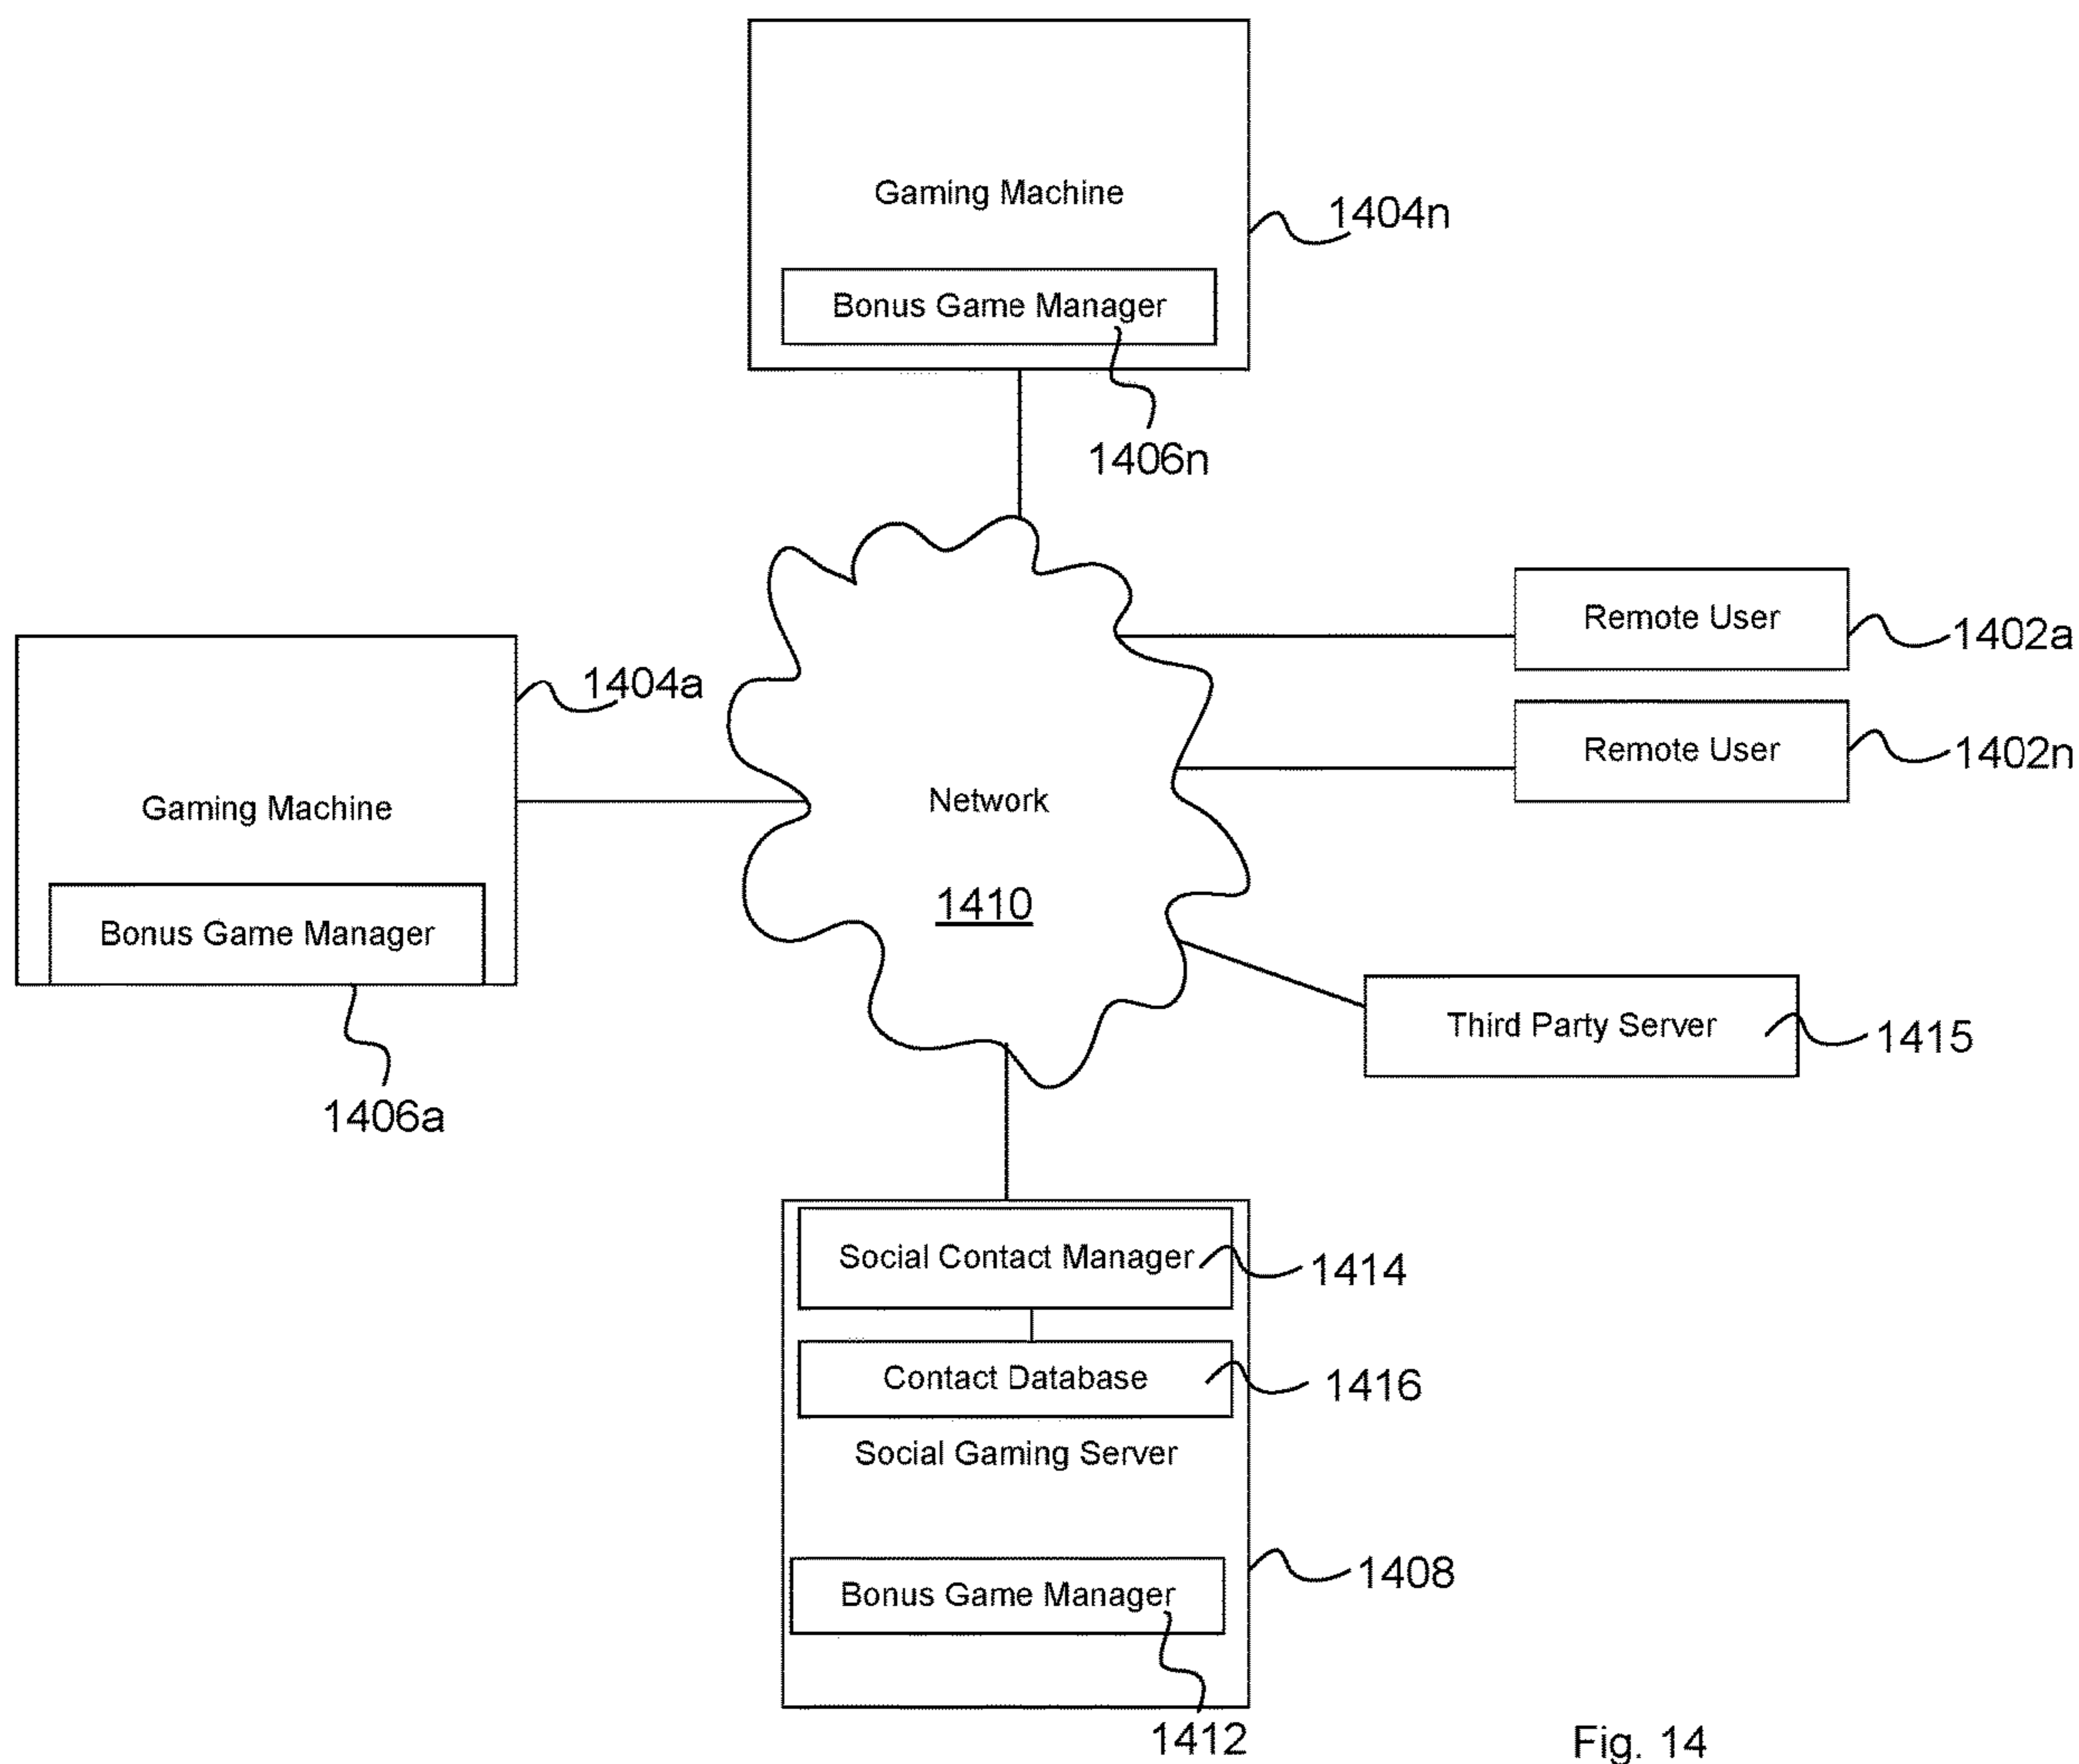 Gaming Machine
1404n
Bonus Game Manager
1406n
Remote User
1402a
1404a
Remote User
1402n
Gaming Machine
Network
1410
Bonus Game Manager
Third Party Server
1415
1406a
Social Contact Manager
1414
Contact Database
1416
Social Gaming Server
1408
Bonus Game Manager
1412
Fig. 14